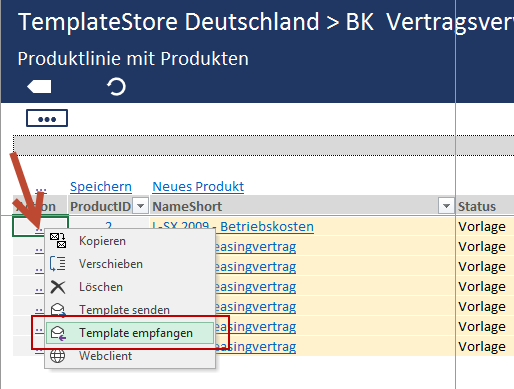 TemplateStore Deutschland > BK Vertragsver
Produktlinie mit Produkten
•••
... Speichern Neues Produkt
on ProductID NameShort Status
... 2 L-SX 2009 - Betriebskosten Vorlage
Kopieren
... easingvertrag Vorlage
Verschieben
... easingvertrag Vorlage
Löschen
... easingvertrag Vorlage
Template senden
... easingvertrag Vorlage
Template empfangen
... easingvertrag Vorlage
Webclient
... easingvertrag Vorlage